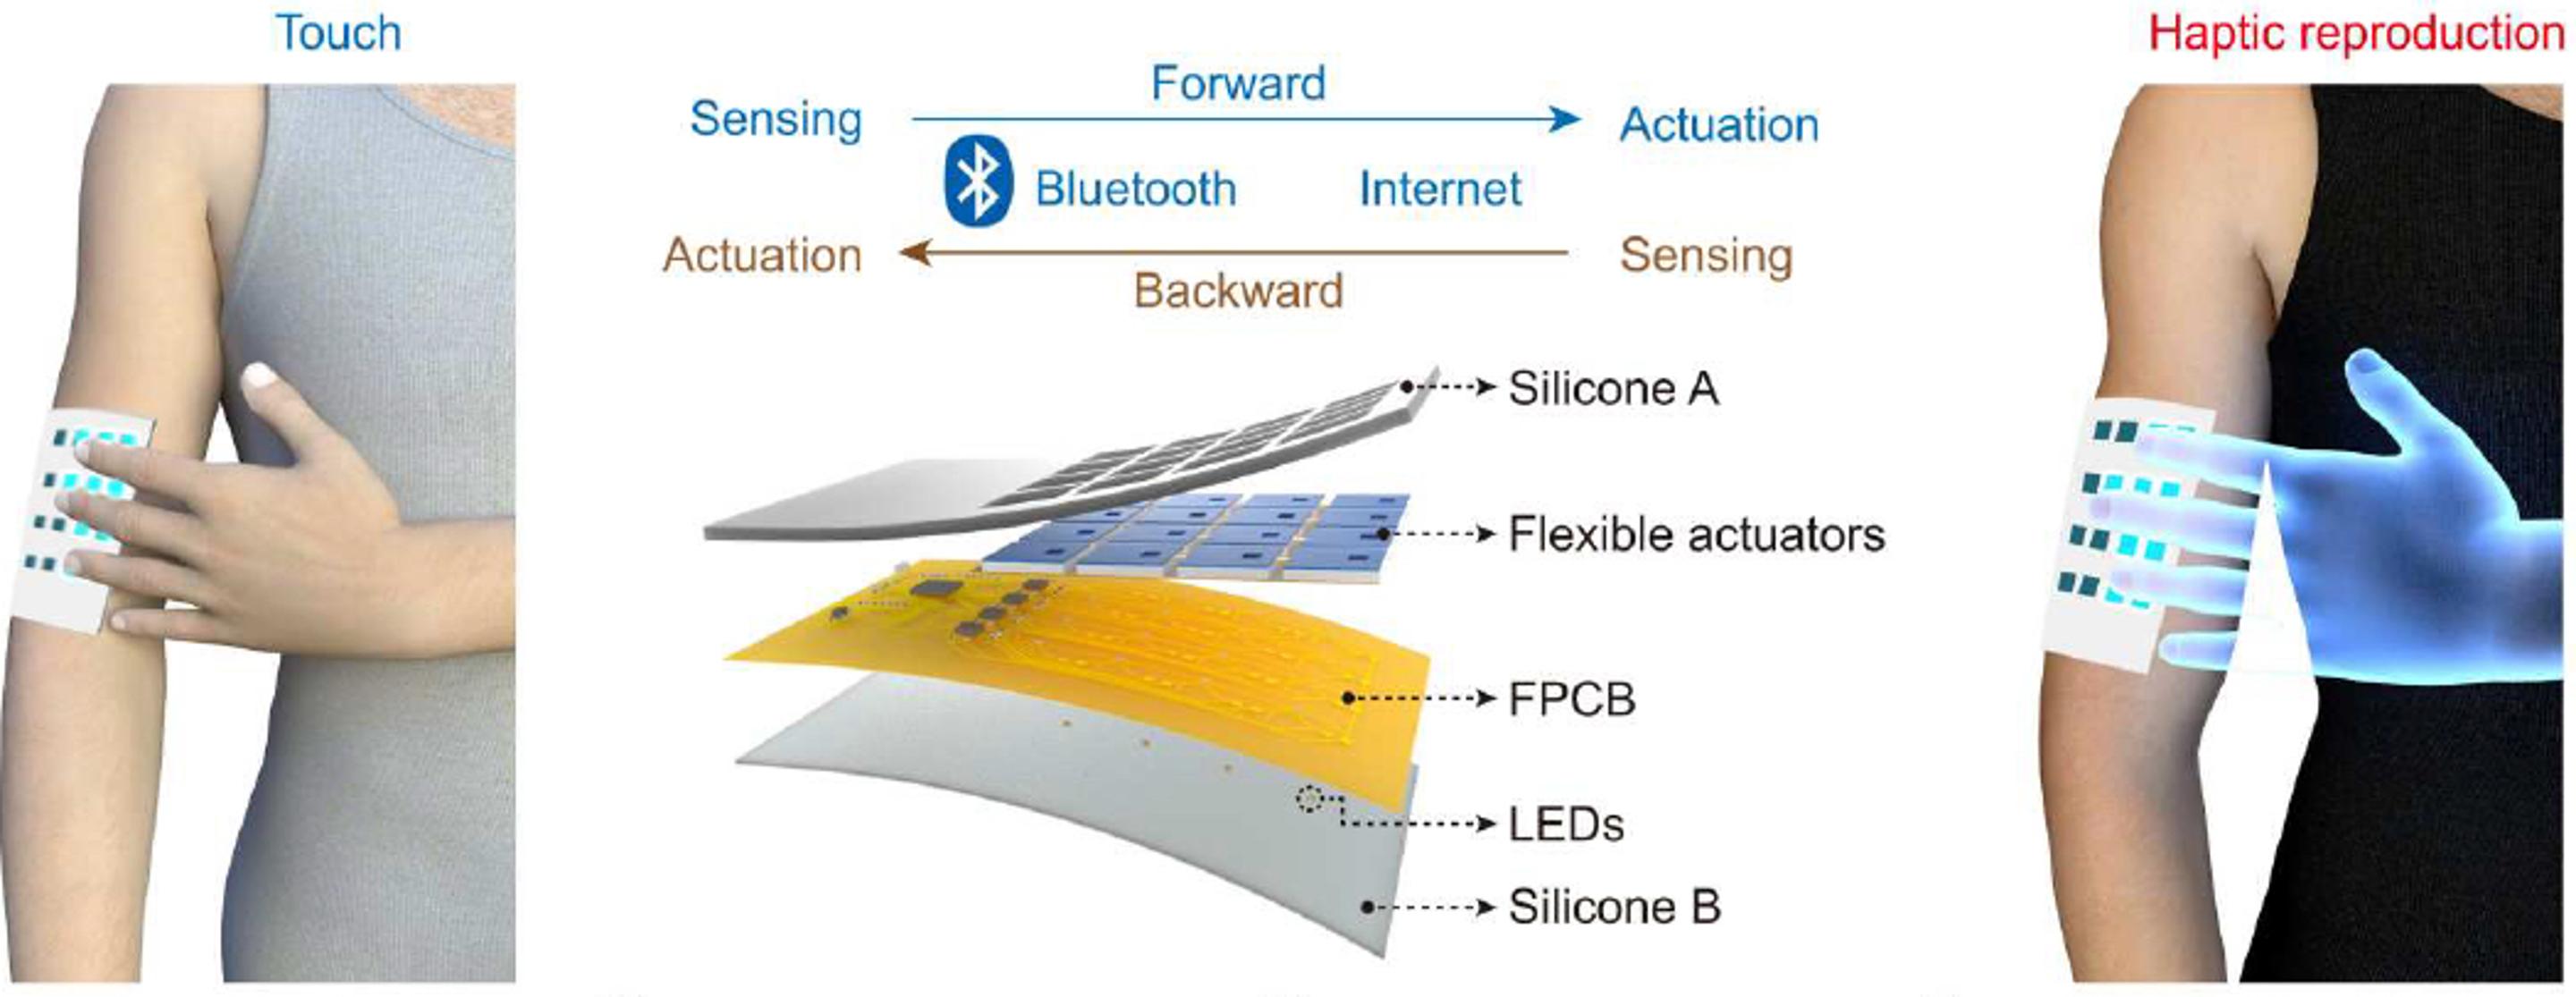 Touch
Haptic reproduction
Forward
Sensing
Actuation
Bluetooth
Internet
Actuation
Sensing
Backward
Silicone A
Flexible actuators
FPCB
LEDs
Silicone B